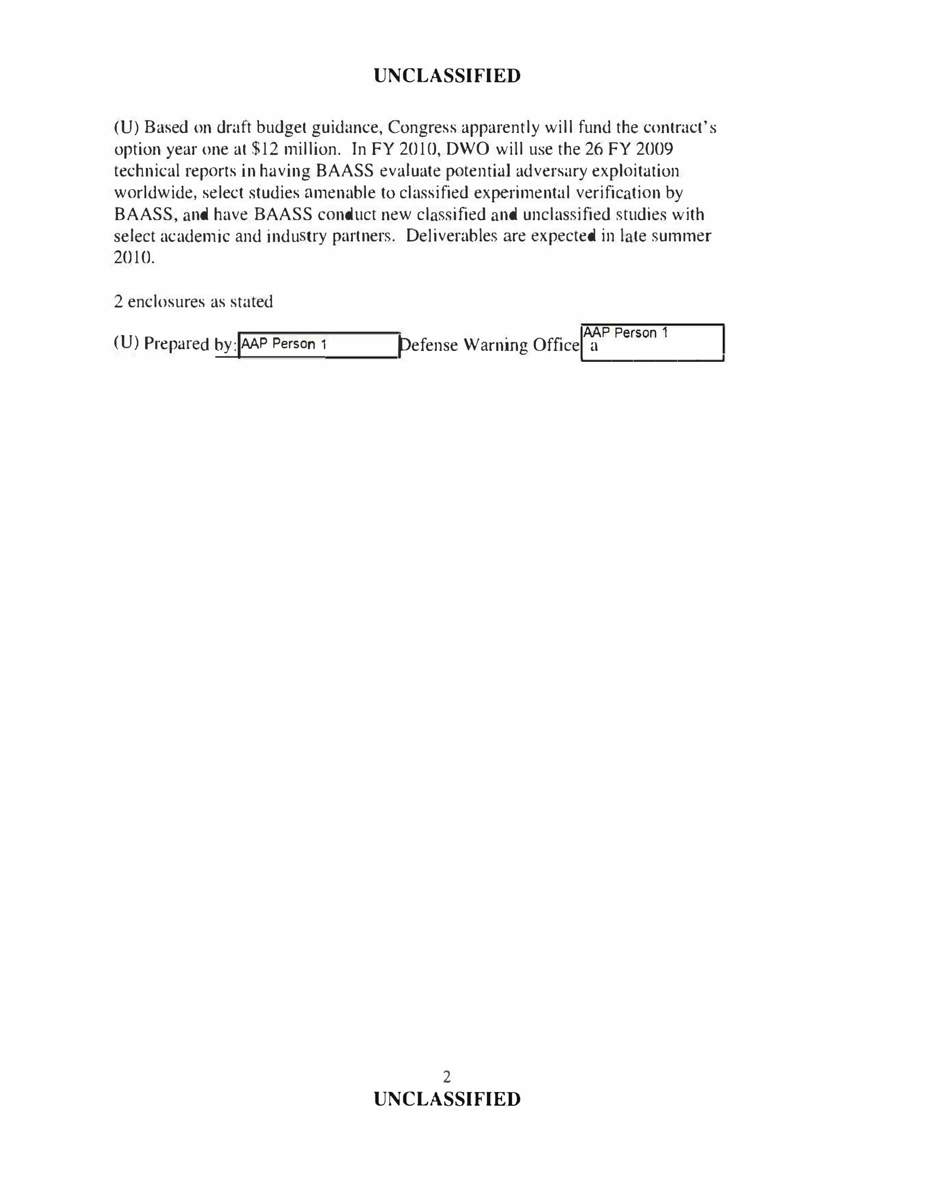 UNCLASSIFIED
(U) Based on draft budget guidance, Congress apparently will fund the contract's
option year one at $12 million. In FY 2010, DWO will use the 26 FY 2009
technical reports in having BAASS evaluate potential adversary exploitation
worldwide, select studies amenable to classified experimental verification by
BAASS, and have BAASS conduct new classified and unclassified studies with
select academic and industry partners. Deliverables are expected in late summer
2010.
2 enclosures as stated
(U) Prepared by: AAP Person 1 Defense Warning Office AAP Person 1
a
2
UNCLASSIFIED